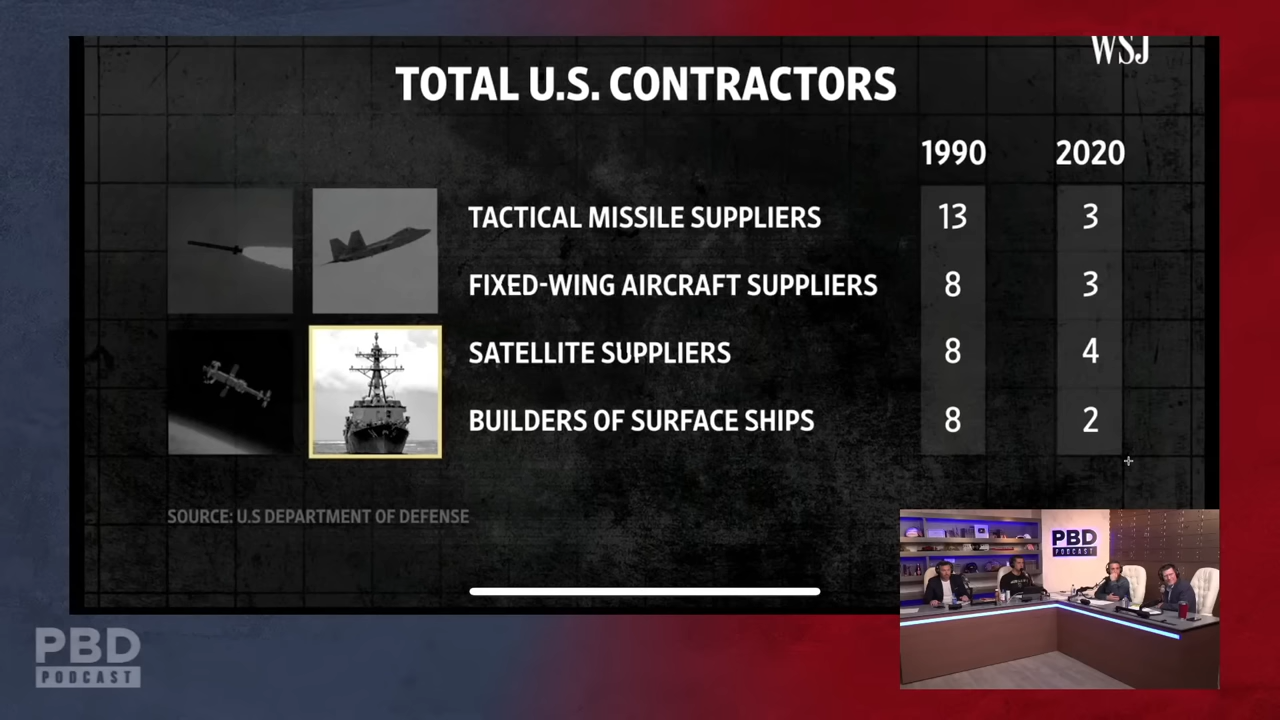 WSJ
TOTAL U.S. CONTRACTORS
1990 2020
TACTICAL MISSILE SUPPLIERS 13 3
FIXED-WING AIRCRAFT SUPPLIERS 8 3
SATELLITE SUPPLIERS 8 4
BUILDERS OF SURFACE SHIPS 8 2
SOURCE: U.S DEPARTMENT OF DEFENSE
PBD
PODCAST
PBD
PODCAST